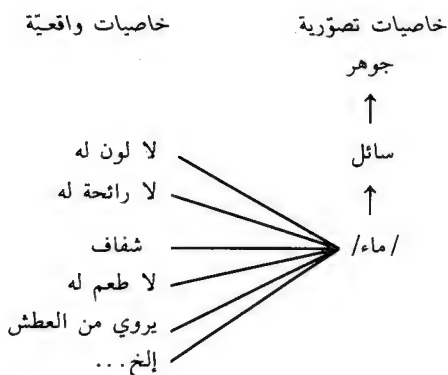 خاصيات تصوّرية خاصيات واقعيّة
جوهر
↑
لا لون له سائل
لا رائحة له ↑
شفاف /ماء/
لا طعم له
يروي من العطش
إلخ...